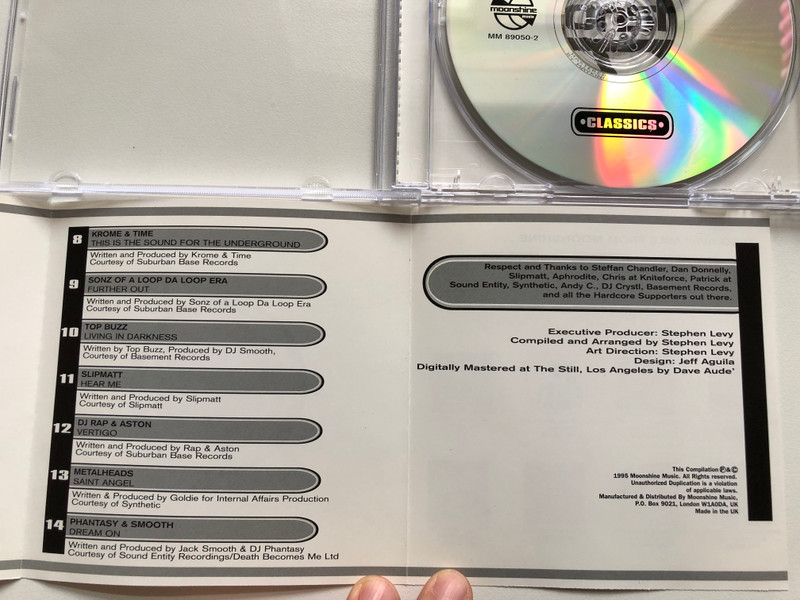 moonshine
music
MM 89050-2
•CLASSICS•
8
KROME & TIME
THIS IS THE SOUND FOR THE UNDERGROUND
Written and Produced by Krome & Time
Courtesy of Suburban Base Records
9
SONZ OF A LOOP DA LOOP ERA
FURTHER OUT
Written and Produced by Sonz of a Loop Da Loop Era
Courtesy of Suburban Base Records
10
TOP BUZZ
LIVING IN DARKNESS
Written by Top Buzz, Produced by DJ Smooth,
Courtesy of Basement Records
11
SLIPMATT
HEAR ME
Written and Produced by Slipmatt
Courtesy of Slipmatt
12
DJ RAP & ASTON
VERTIGO
Written and Produced by Rap & Aston
Courtesy of Suburban Base Records
13
METALHEADS
SAINT ANGEL
Written & Produced by Goldie for Internal Affairs Production
Courtesy of Synthetic
14
PHANTASY & SMOOTH
DREAM ON
Written and Produced by Jack Smooth & DJ Phantasy
Courtesy of Sound Entity Recordings/Death Becomes Me Ltd
Respect and Thanks to Steffan Chandler, Dan Donnelly,
Slipmatt, Aphrodite, Chris at Kniteforce, Patrick at
Sound Entity, Synthetic, Andy C., DJ Crystl, Basement Records,
and all the Hardcore Supporters out there.
Executive Producer: Stephen Levy
Compiled and Arranged by Stephen Levy
Art Direction: Stephen Levy
Design: Jeff Aguila
Digitally Mastered at The Still, Los Angeles by Dave Aude'
This Compilation ℗&©
1995 Moonshine Music. All Rights reserved.
Unauthorized Duplication is a violation
of applicable laws.
Manufactured & Distributed By Moonshine Music.
P.O. Box 9021, London W1A0DA, UK
Made in the UK